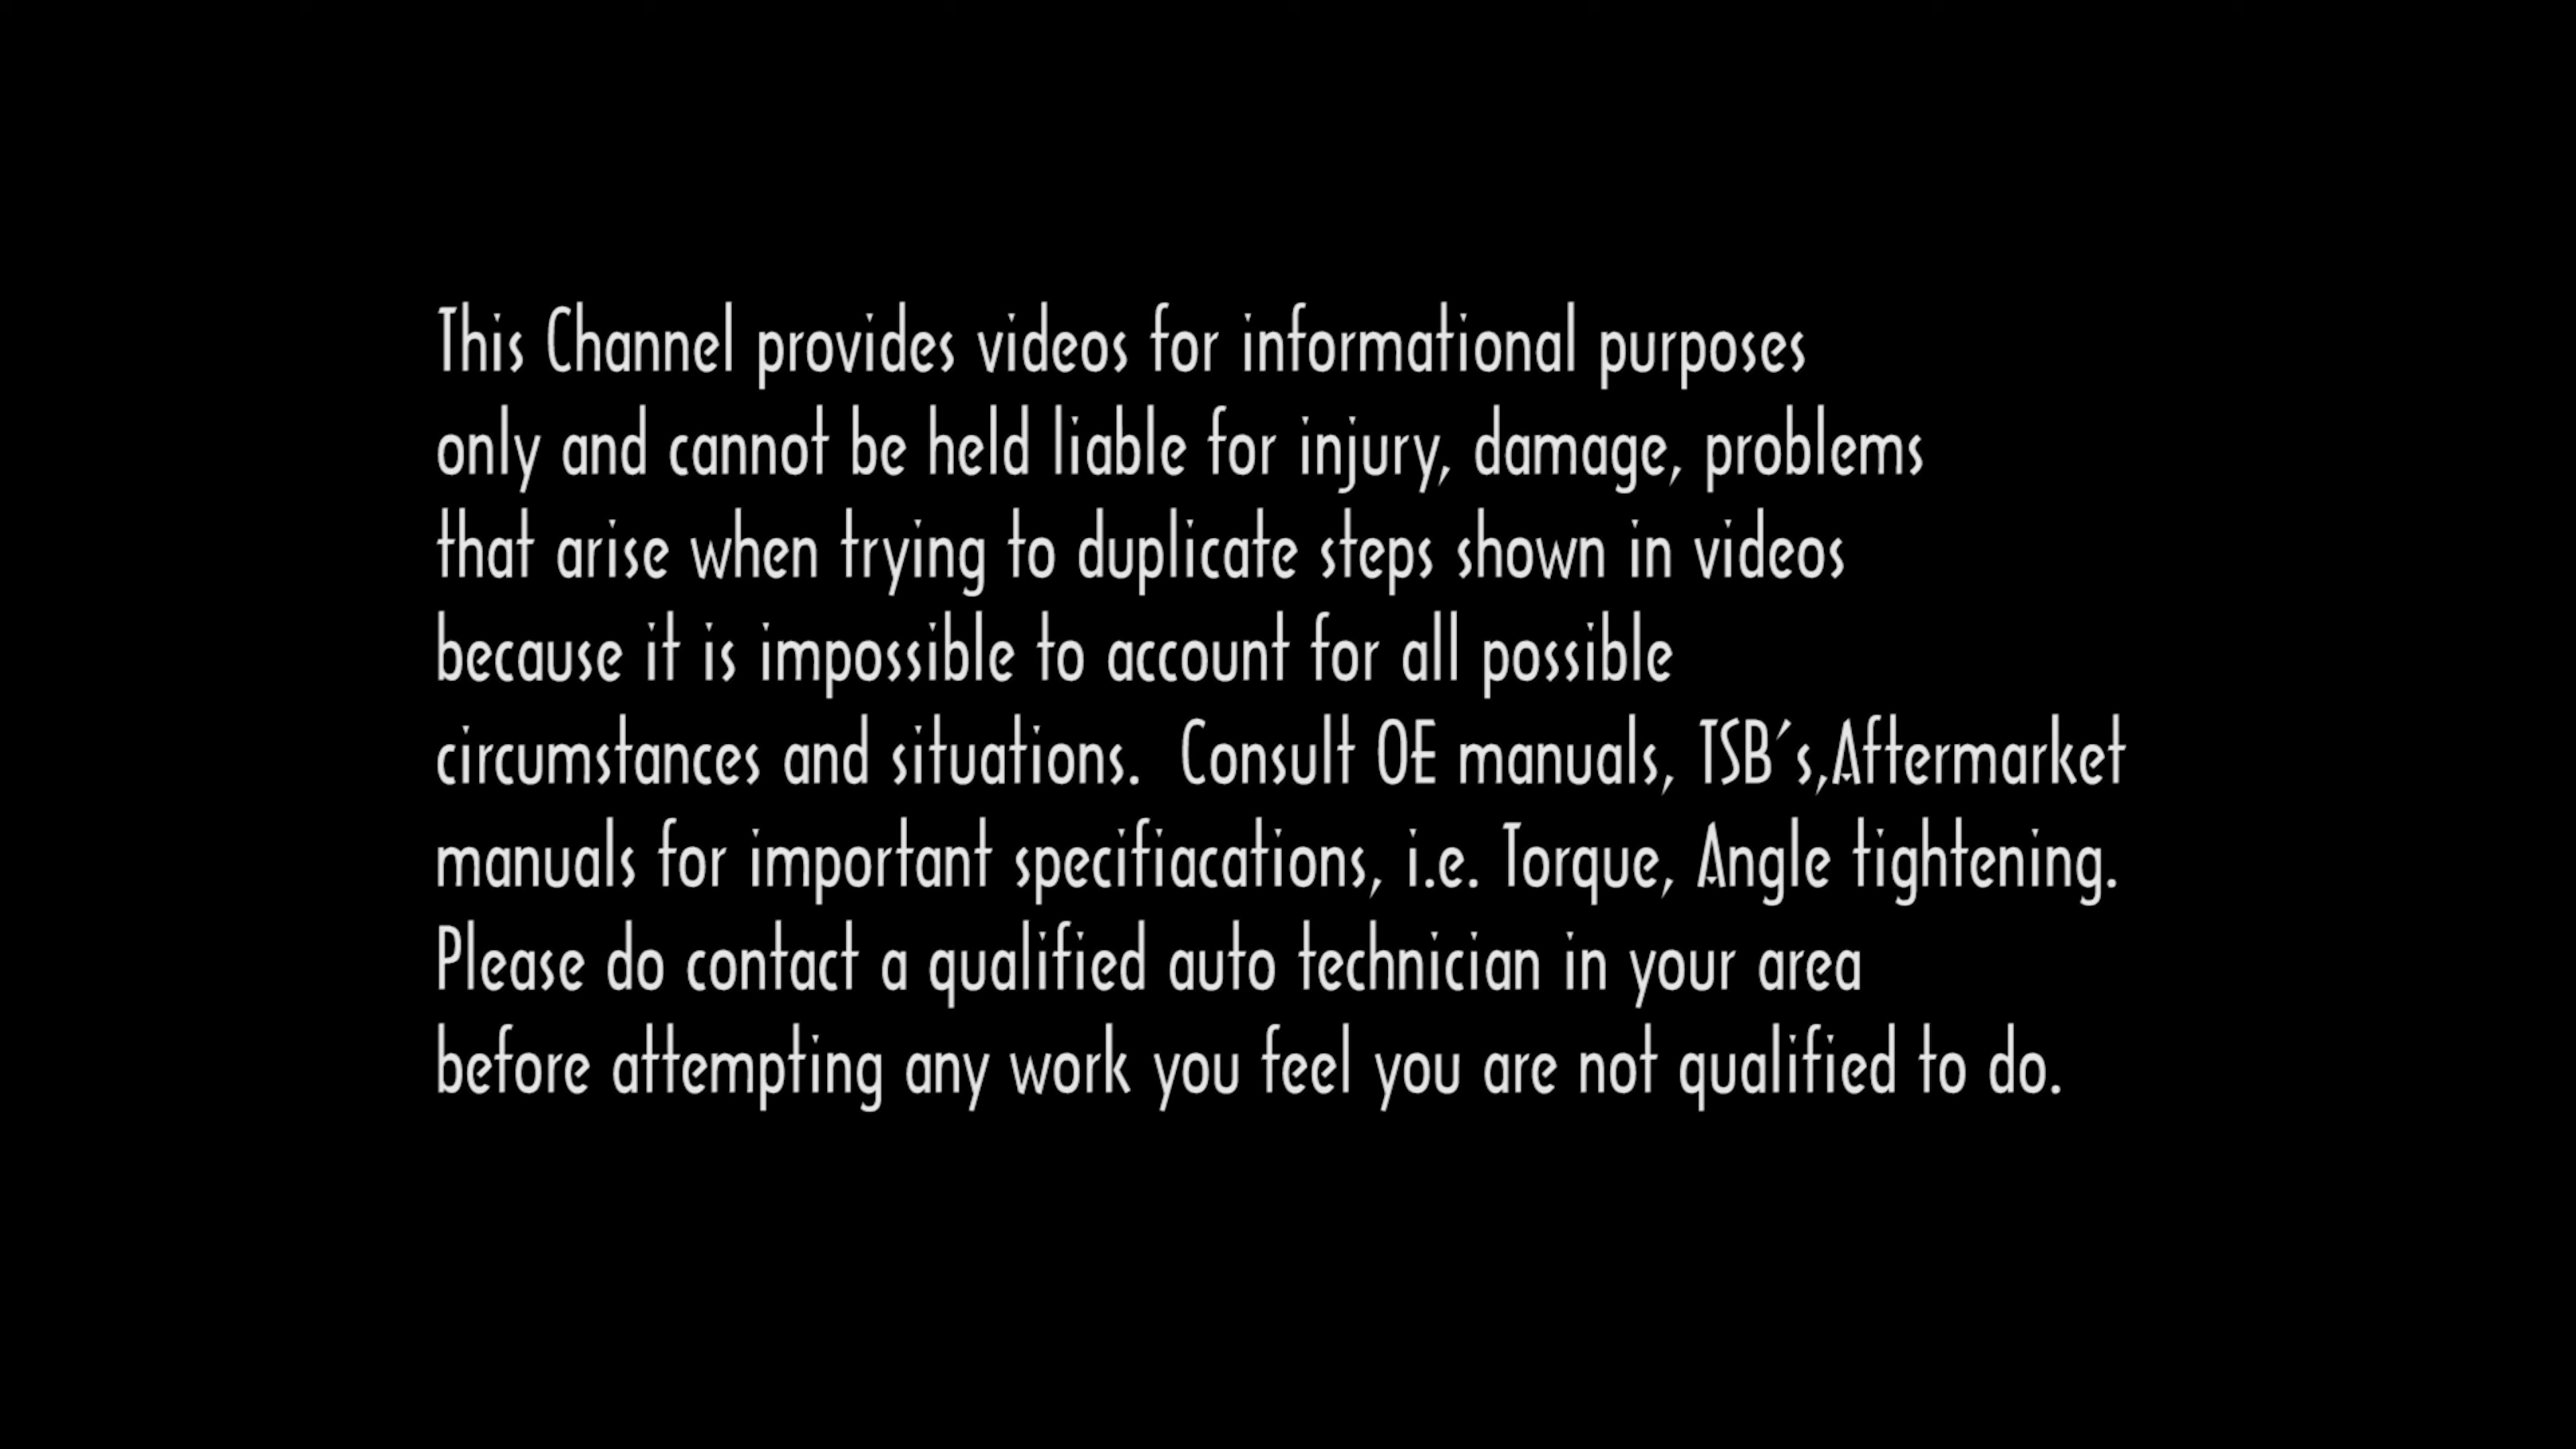 This Channel provides videos for informational purposes
only and cannot be held liable for injury, damage, problems
that arise when trying to duplicate steps shown in videos
because it is impossible to account for all possible
circumstances and situations.  Consult OE manuals, TSB's,Aftermarket
manuals for important specifiacations, i.e. Torque, Angle tightening.
Please do contact a qualified auto technician in your area
before attempting any work you feel you are not qualified to do.